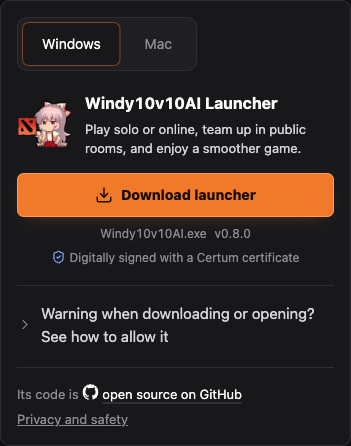 Windows
Mac
Windy10v10AI Launcher
Play solo or online, team up in public
rooms, and enjoy a smoother game.
Download launcher
Windy10v10AI.exe v0.8.0
Digitally signed with a Certum certificate
Warning when downloading or opening?
See how to allow it
Its code is open source on GitHub
Privacy and safety